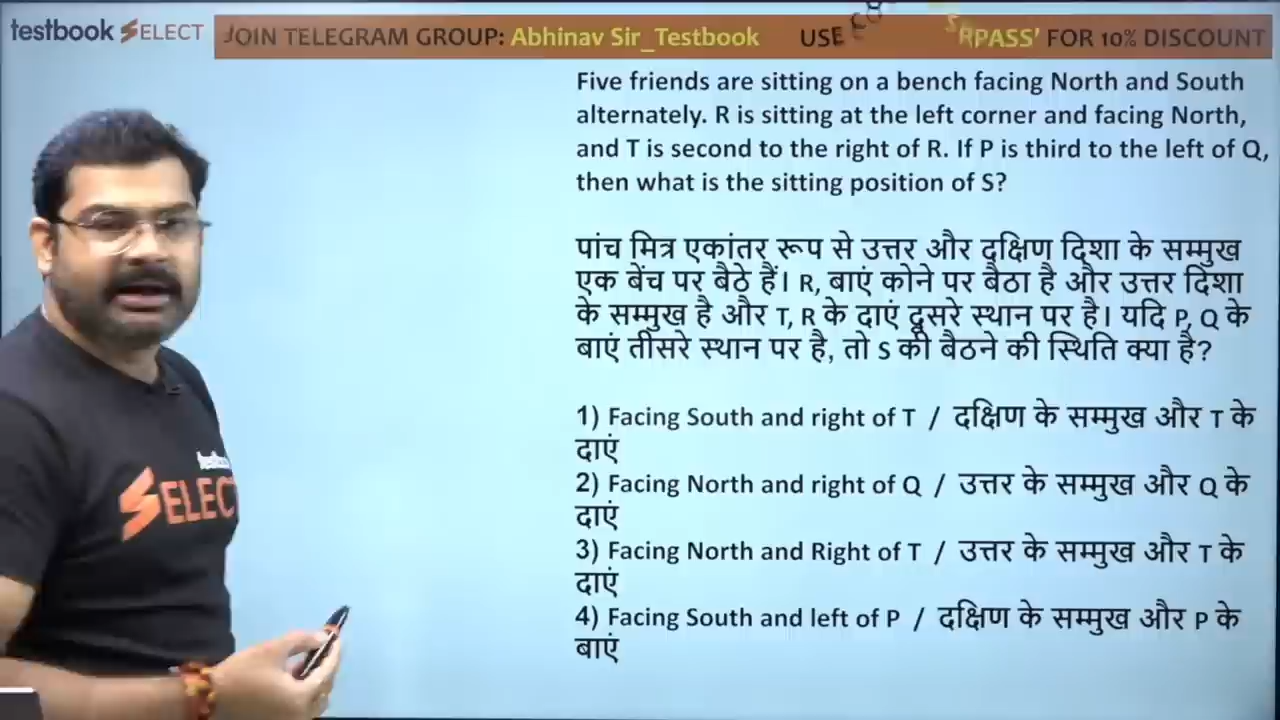 testbook SELECT
JOIN TELEGRAM GROUP: Abhinav Sir_Testbook USE FOR 10% DISCOUNT
Five friends are sitting on a bench facing North and South
alternately. R is sitting at the left corner and facing North,
and T is second to the right of R. If P is third to the left of Q,
then what is the sitting position of S?
पांच मित्र एकांतर रूप से उत्तर और दक्षिण दिशा के सम्मुख
एक बेंच पर बैठे हैं। R, बाएं कोने पर बैठा है और उत्तर दिशा
के सम्मुख है और T, R के दाएं दूसरे स्थान पर है। यदि P, Q के
बाएं तीसरे स्थान पर है, तो S की बैठने की स्थिति क्या है?
1) Facing South and right of T / दक्षिण के सम्मुख और T के
दाएं
2) Facing North and right of Q / उत्तर के सम्मुख और Q के
दाएं
3) Facing North and Right of T / उत्तर के सम्मुख और T के
दाएं
4) Facing South and left of P / दक्षिण के सम्मुख और P के
बाएं
SELECT